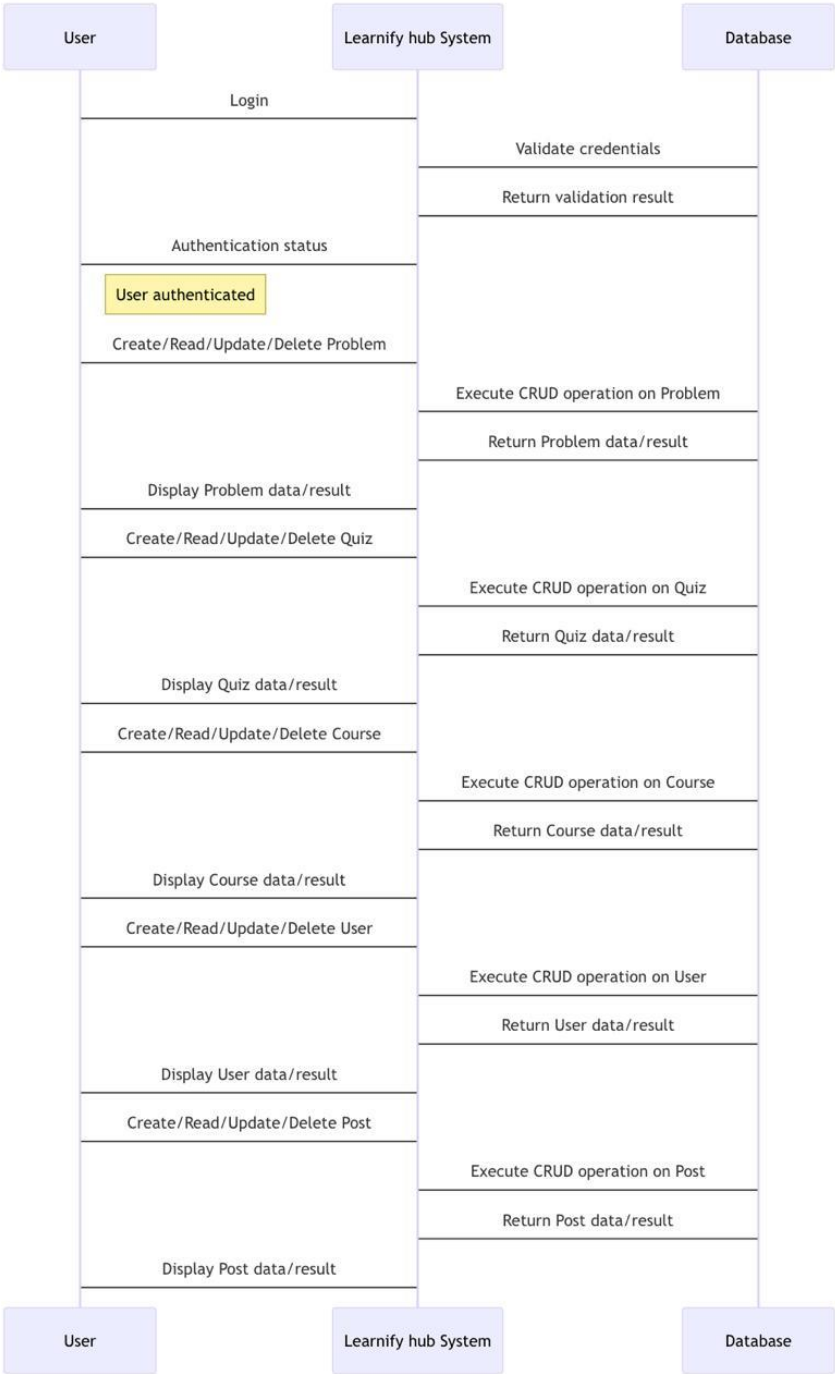 User
Learnify hub System
Database
Login
Validate credentials
Return validation result
Authentication status
User authenticated
Create/Read/Update/Delete Problem
Execute CRUD operation on Problem
Return Problem data/result
Display Problem data/result
Create/Read/Update/Delete Quiz
Execute CRUD operation on Quiz
Return Quiz data/result
Display Quiz data/result
Create/Read/Update/Delete Course
Execute CRUD operation on Course
Return Course data/result
Display Course data/result
Create/Read/Update/Delete User
Execute CRUD operation on User
Return User data/result
Display User data/result
Create/Read/Update/Delete Post
Execute CRUD operation on Post
Return Post data/result
Display Post data/result
User
Learnify hub System
Database